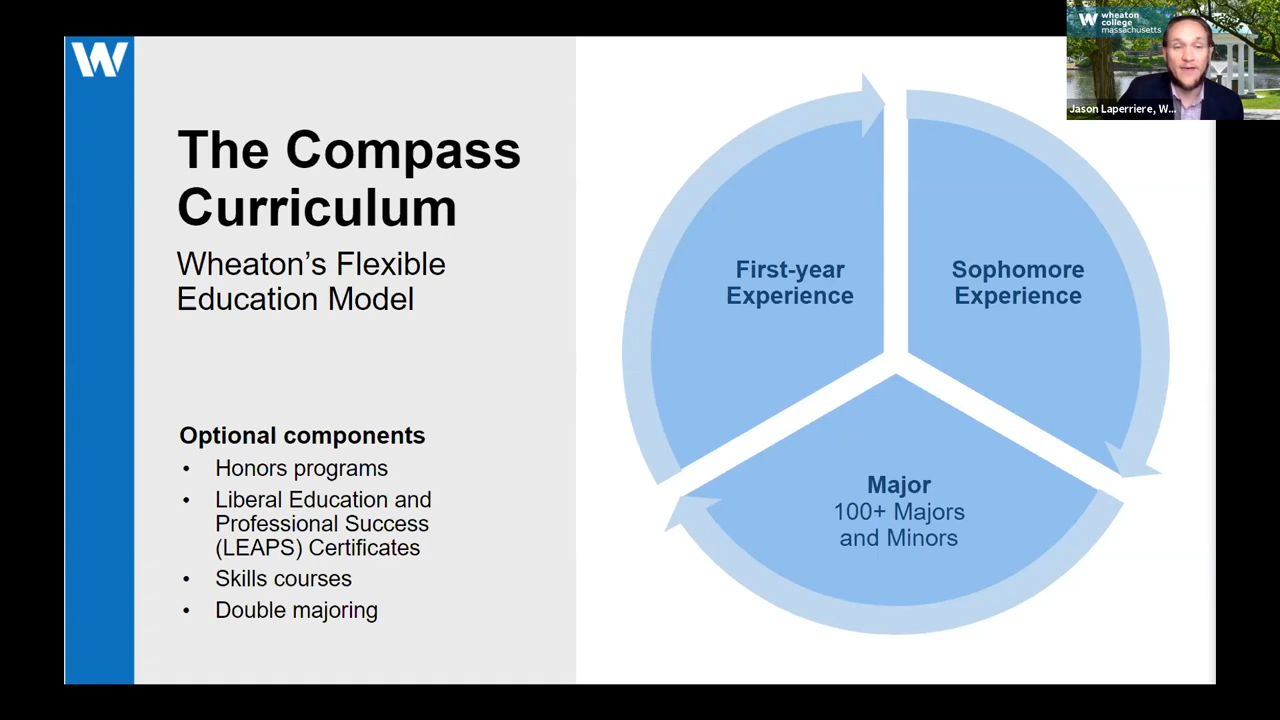 W
The Compass
Curriculum
Wheaton's Flexible
Education Model
Optional components
• Honors programs
• Liberal Education and
Professional Success
(LEAPS) Certificates
• Skills courses
• Double majoring
First-year
Experience
Sophomore
Experience
Major
100+ Majors
and Minors
W wheaton
college
massachusetts
Jason Laperriere, W...